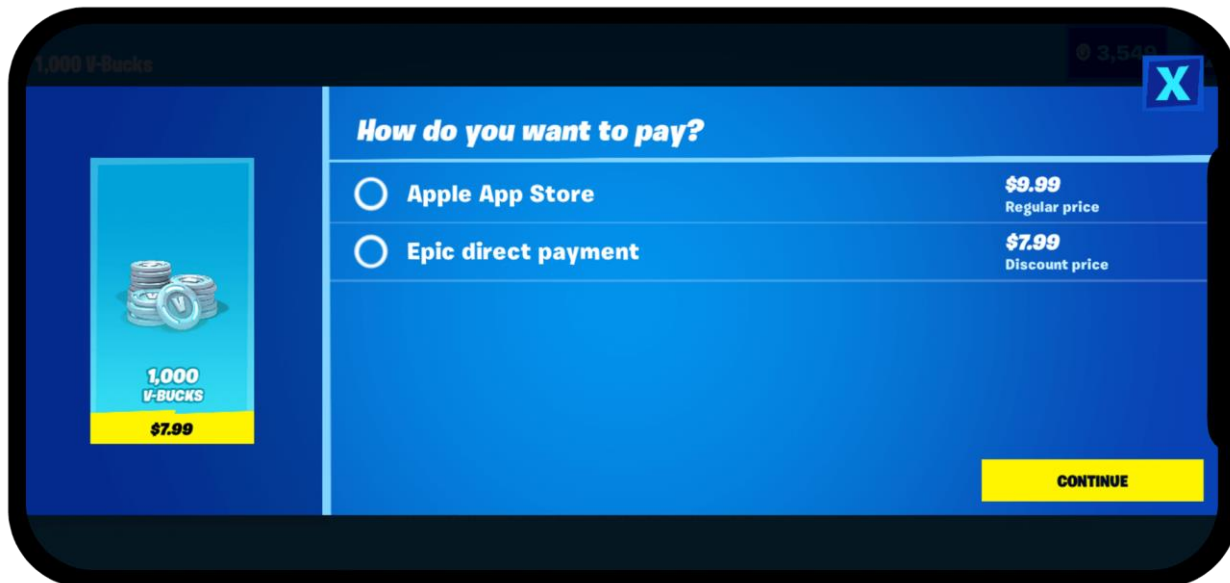 1,000 V-Bucks
3,549
X
How do you want to pay?
Apple App Store
$9.99
Regular price
Epic direct payment
$7.99
Discount price
1,000
V-BUCKS
$7.99
CONTINUE